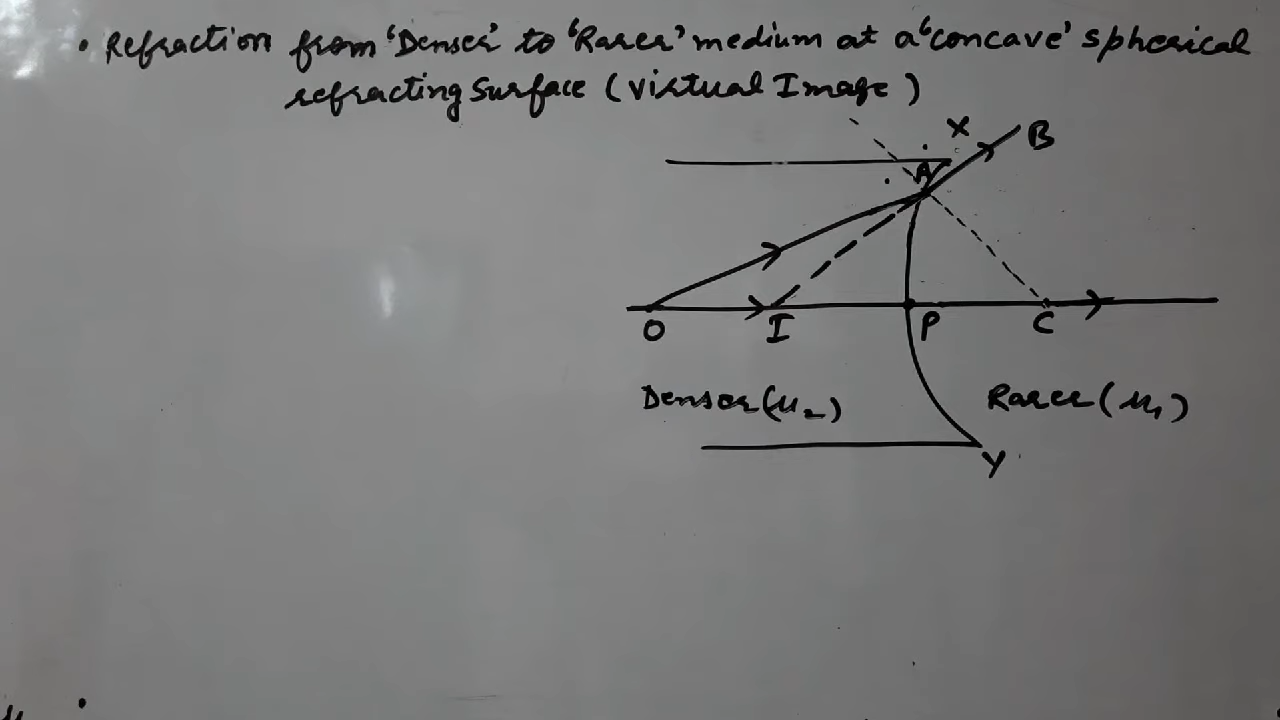 • Refraction from 'Denser' to 'Rarer' medium at a 'concave' spherical
refracting surface (virtual Image)
X
B
A
O
I
P
C
Denser(μ₂)
Rarer(μ₁)
Y